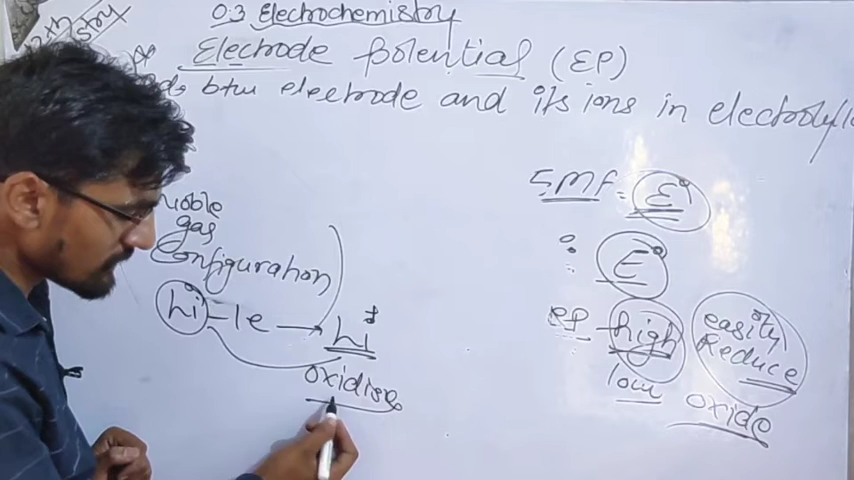 12th
0.3 Electrochemistry
Electrode potential (EP)
btw electrode and its ions in electrolyte
Noble
gas
Configuration
Li - 1e → Li+
oxidise
EMF = E°
: E°
EP - high easily Reduce
low oxide